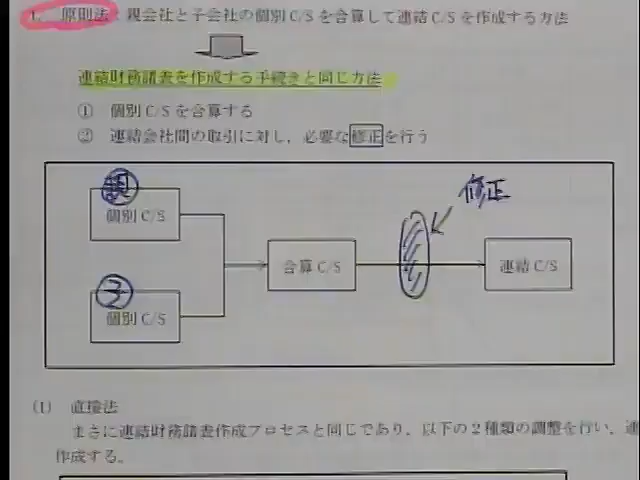 1. 原則法：親会社と子会社の個別C/Sを合算して連結C/Sを作成する方法
連結財務諸表を作成する手続きと同じ方法
① 個別C/Sを合算する
② 連結会社間の取引に対し，必要な修正を行う
親
個別C/S
修正
合算C/S
連結C/S
子
個別C/S
(1) 直接法
まさに連結財務諸表作成プロセスと同じであり，以下の2種類の調整を行い，連
作成する。